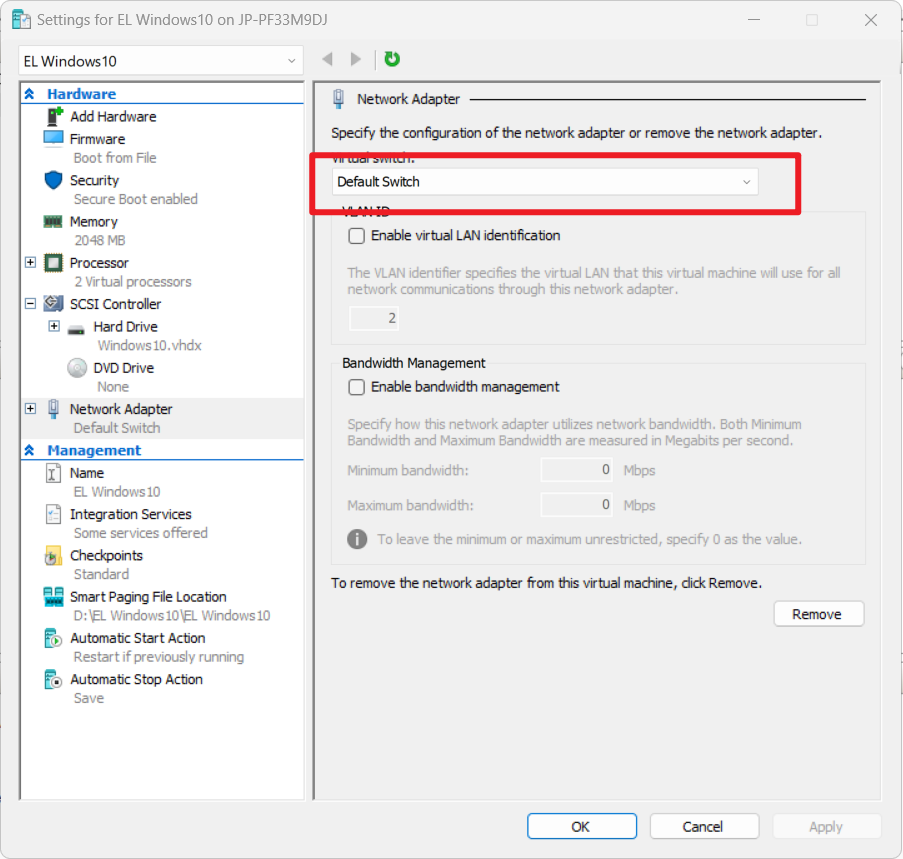 Settings for EL Windows10 on JP-PF33M9DJ
EL Windows10
Hardware
Add Hardware
Firmware
Boot from File
Security
Secure Boot enabled
Memory
2048 MB
Processor
2 Virtual processors
SCSI Controller
Hard Drive
Windows10.vhdx
DVD Drive
None
Network Adapter
Default Switch
Management
Name
EL Windows10
Integration Services
Some services offered
Checkpoints
Standard
Smart Paging File Location
D:\EL Windows10\EL Windows10
Automatic Start Action
Restart if previously running
Automatic Stop Action
Save
Network Adapter
Specify the configuration of the network adapter or remove the network adapter.
Virtual switch:
Default Switch
VLAN ID
Enable virtual LAN identification
The VLAN identifier specifies the virtual LAN that this virtual machine will use for all
network communications through this network adapter.
2
Bandwidth Management
Enable bandwidth management
Specify how this network adapter utilizes network bandwidth. Both Minimum
Bandwidth and Maximum Bandwidth are measured in Megabits per second.
Minimum bandwidth: 0 Mbps
Maximum bandwidth: 0 Mbps
To leave the minimum or maximum unrestricted, specify 0 as the value.
To remove the network adapter from this virtual machine, click Remove.
Remove
OK Cancel Apply